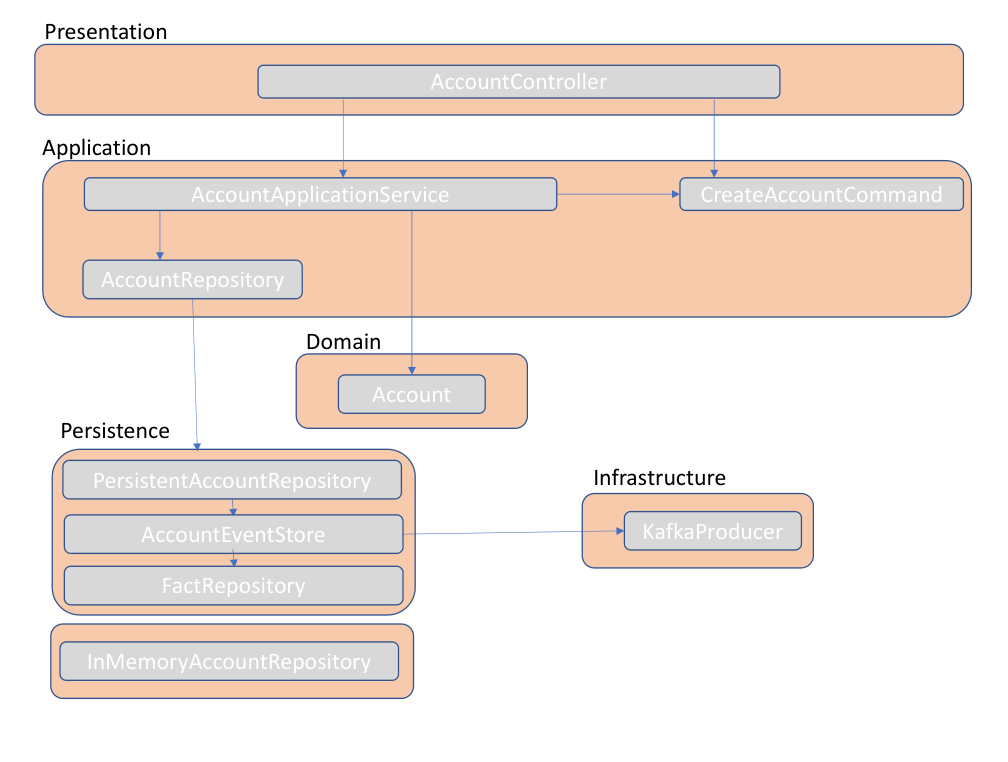 Presentation
AccountController
Application
AccountApplicationService
CreateAccountCommand
AccountRepository
Domain
Account
Persistence
PersistentAccountRepository
Infrastructure
AccountEventStore
KafkaProducer
FactRepository
InMemoryAccountRepository